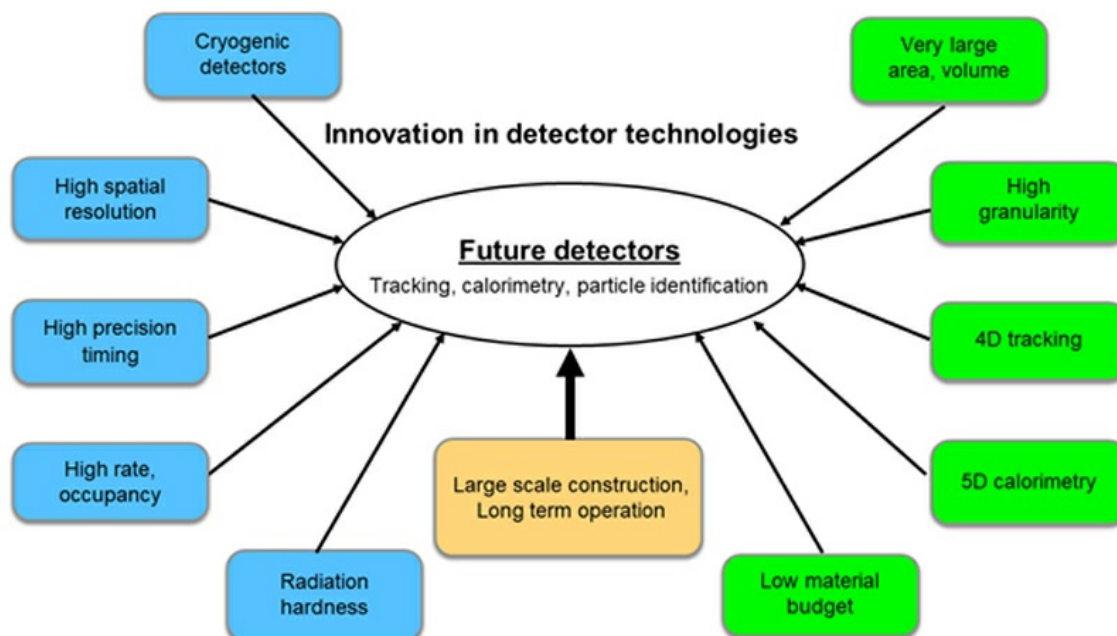 Cryogenic
detectors
Very large
area, volume
Innovation in detector technologies
High spatial
resolution
High
granularity
Future detectors
Tracking, calorimetry, particle identification
High precision
timing
4D tracking
High rate,
occupancy
Large scale construction,
Long term operation
5D calorimetry
Radiation
hardness
Low material
budget